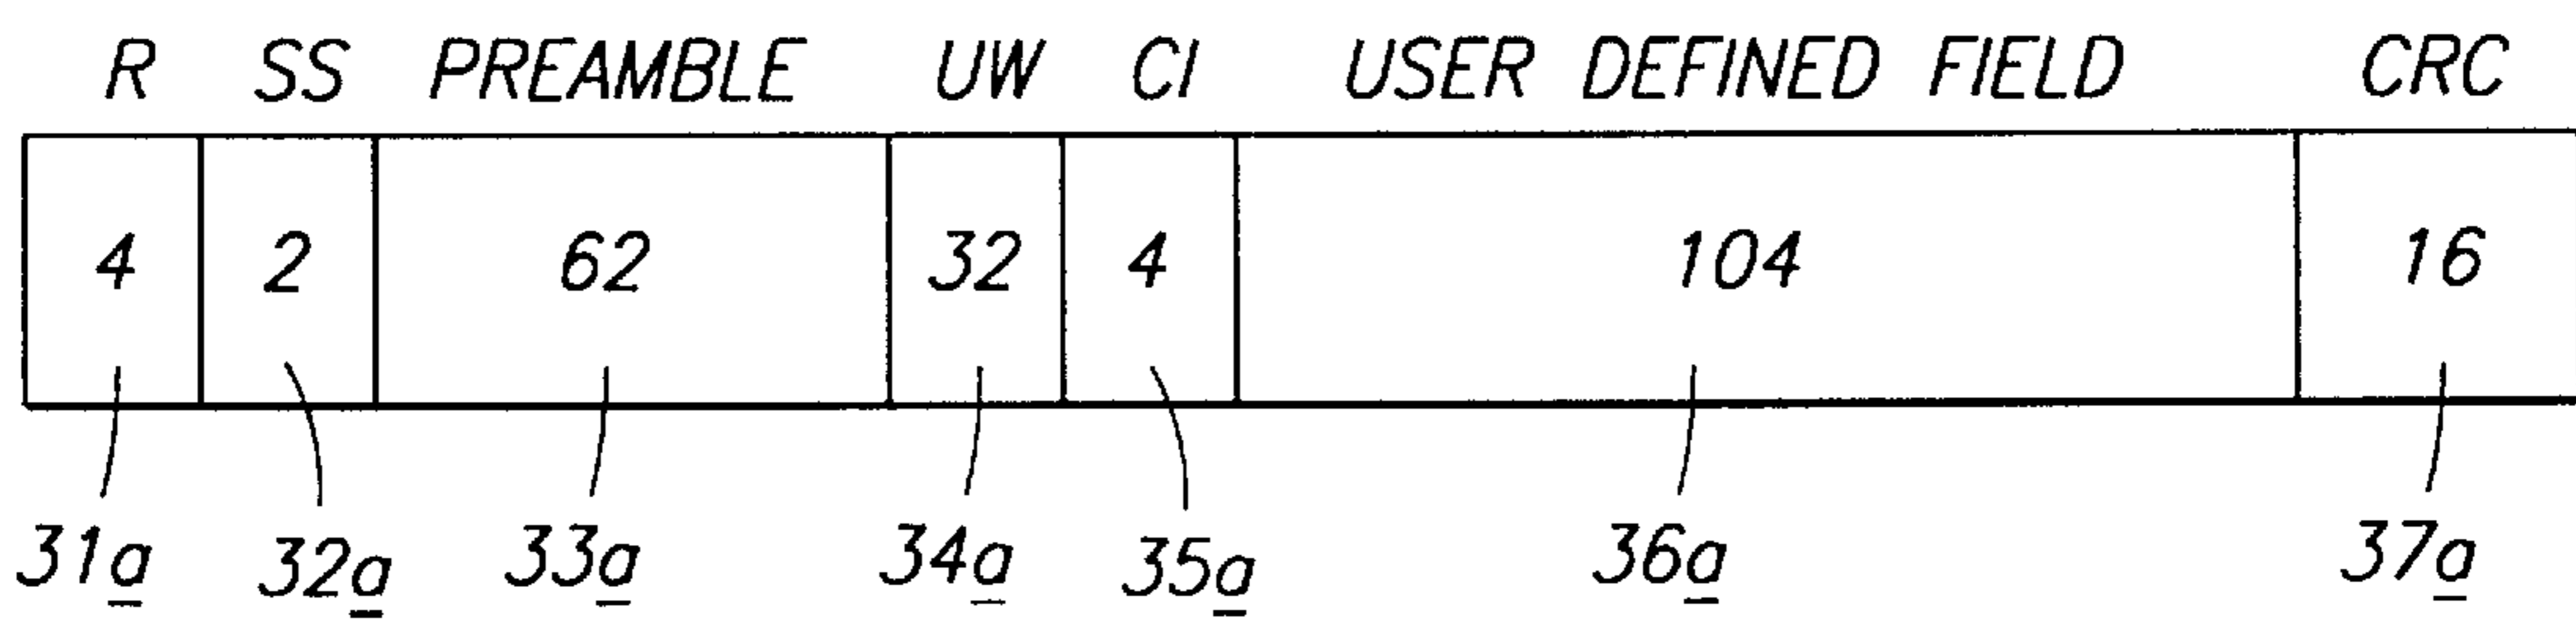 R SS PREAMBLE UW CI USER DEFINED FIELD CRC
4 2 62 32 4 104 16
31a 32a 33a 34a 35a 36a 37a